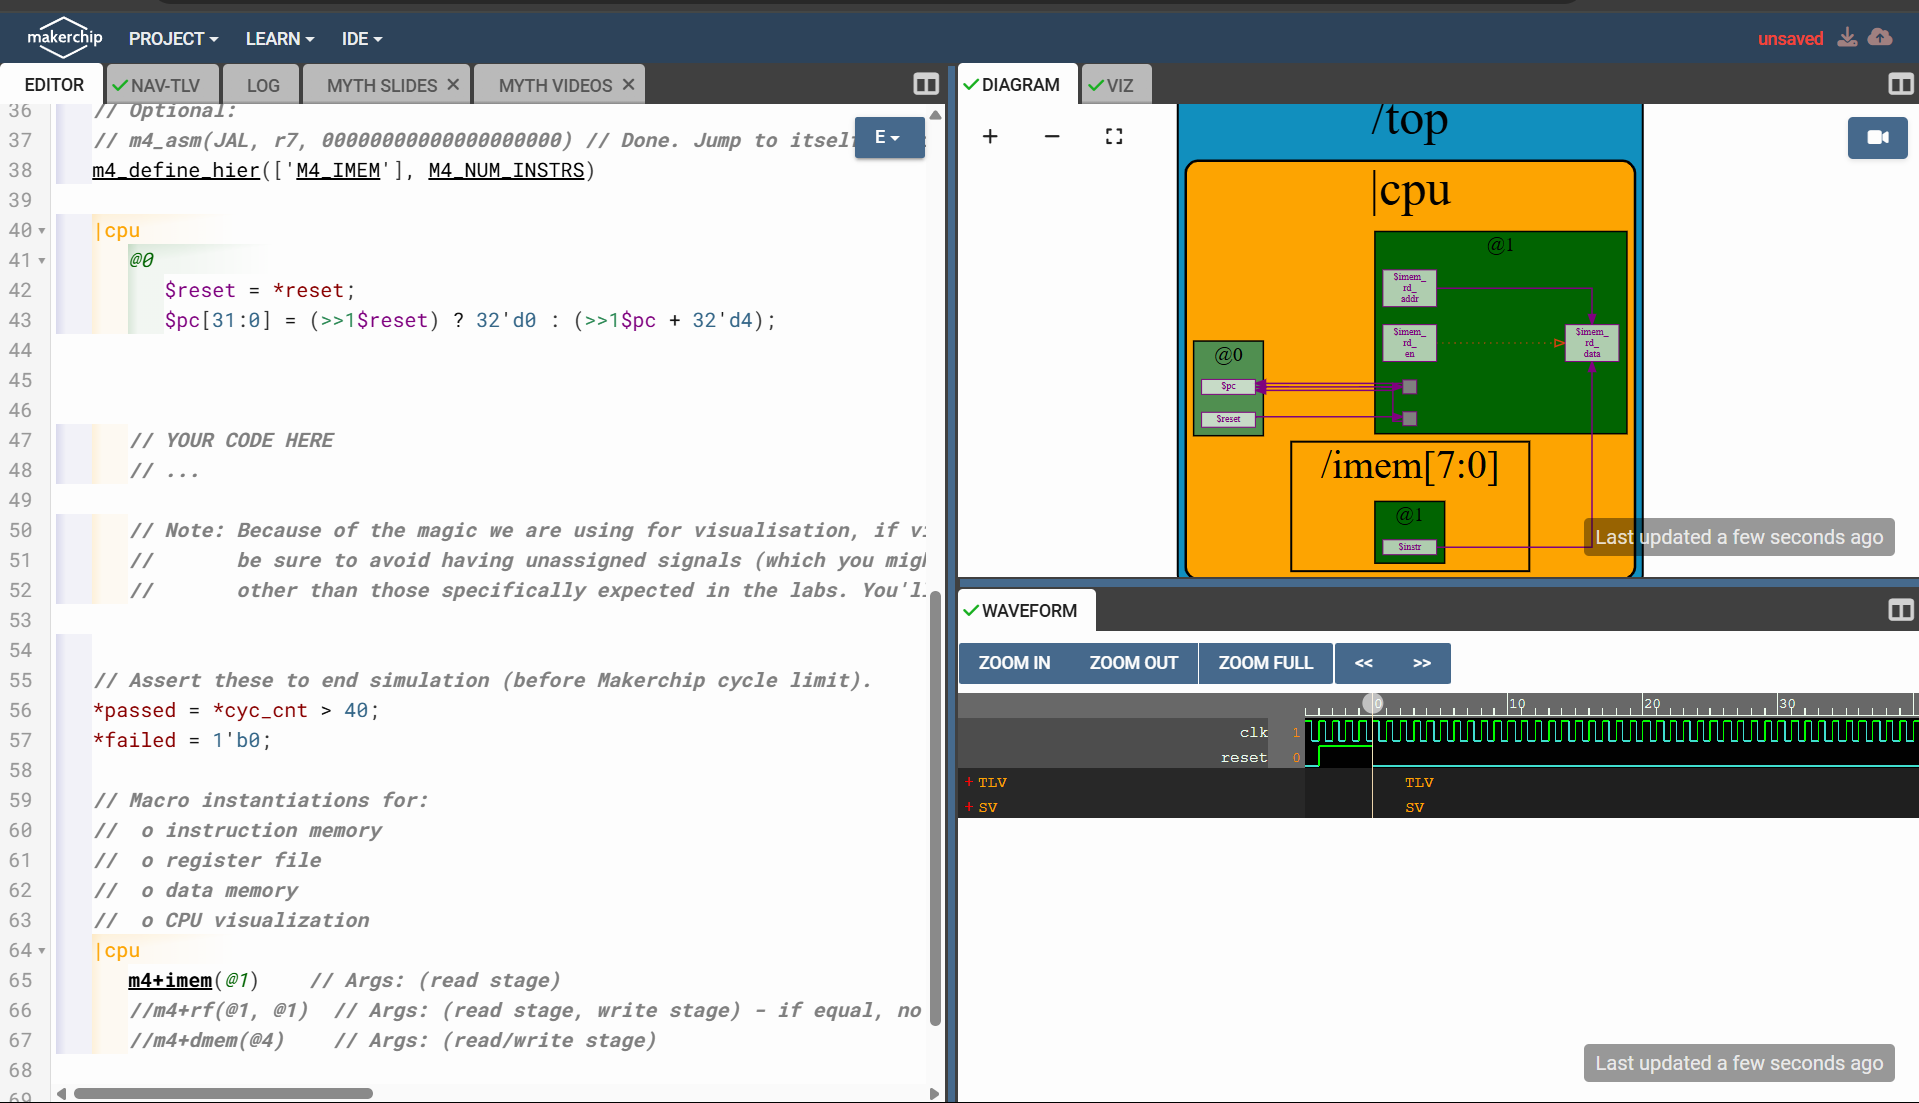 makerchip PROJECT LEARN IDE unsaved
EDITOR NAV-TLV LOG MYTH SLIDES MYTH VIDEOS
E
36 // Optional:
37 // m4_asm(JAL, r7, 00000000000000000000) // Done. Jump to itself
38 m4_define_hier(['M4_IMEM'], M4_NUM_INSTRS)
39
40 |cpu
41 @0
42 $reset = *reset;
43 $pc[31:0] = (>>1$reset) ? 32'd0 : (>>1$pc + 32'd4);
44
45
46
47 // YOUR CODE HERE
48 // ...
49
50 // Note: Because of the magic we are using for visualisation, if
51 // be sure to avoid having unassigned signals (which you
52 // other than those specifically expected in the labs.
53
54
55 // Assert these to end simulation (before Makerchip cycle limit).
56 *passed = *cyc_cnt > 40;
57 *failed = 1'b0;
58
59 // Macro instantiations for:
60 // o instruction memory
61 // o register file
62 // o data memory
63 // o CPU visualization
64 |cpu
65 m4+imem(@1) // Args: (read stage)
66 //m4+rf(@1, @1) // Args: (read stage, write stage) - if equal, no
67 //m4+dmem(@4) // Args: (read/write stage)
68
69
DIAGRAM VIZ
/top
|cpu
@1
$imem_
rd_
addr
$imem_
rd_
en
$imem_
rd_
data
@0
$pc
$reset
/imem[7:0]
@1
$instr
Last updated a few seconds ago
WAVEFORM
ZOOM IN ZOOM OUT ZOOM FULL << >>
0 10 20 30
clk 1
reset 0
+ TLV TLV
+ SV SV
Last updated a few seconds ago